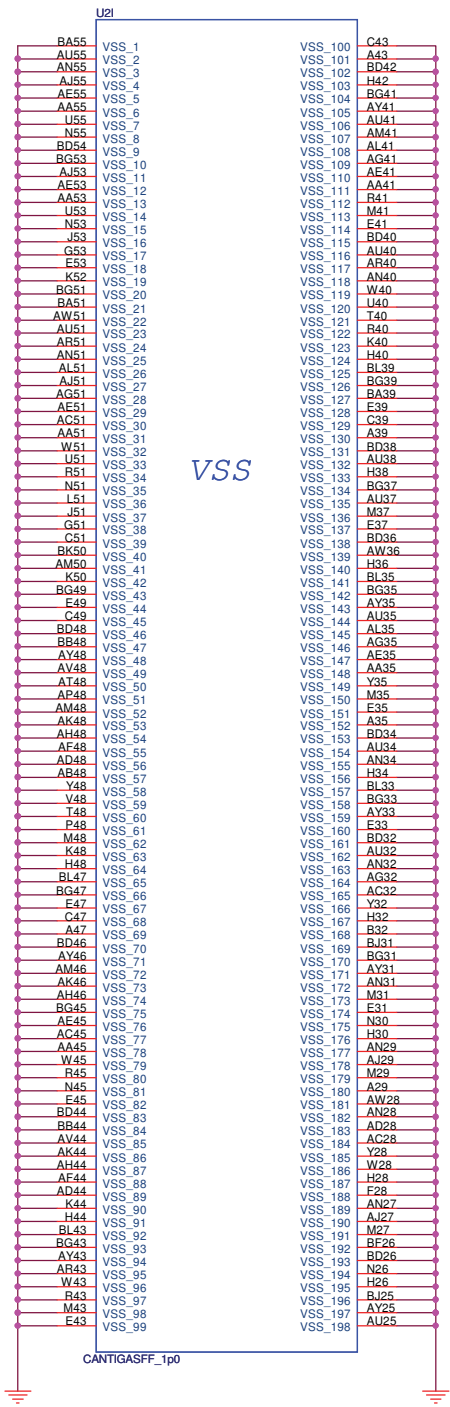 U2I
BA55 VSS_1 VSS_100 C43
AU55 VSS_2 VSS_101 A43
AN55 VSS_3 VSS_102 BD42
AJ55 VSS_4 VSS_103 H42
AE55 VSS_5 VSS_104 BG41
AA55 VSS_6 VSS_105 AY41
U55 VSS_7 VSS_106 AU41
N55 VSS_8 VSS_107 AM41
BD54 VSS_9 VSS_108 AL41
BG53 VSS_10 VSS_109 AG41
AJ53 VSS_11 VSS_110 AE41
AE53 VSS_12 VSS_111 AA41
AA53 VSS_13 VSS_112 R41
U53 VSS_14 VSS_113 M41
N53 VSS_15 VSS_114 E41
J53 VSS_16 VSS_115 BD40
G53 VSS_17 VSS_116 AU40
E53 VSS_18 VSS_117 AR40
K52 VSS_19 VSS_118 AN40
BG51 VSS_20 VSS_119 W40
BA51 VSS_21 VSS_120 U40
AW51 VSS_22 VSS_121 T40
AU51 VSS_23 VSS_122 R40
AR51 VSS_24 VSS_123 K40
AN51 VSS_25 VSS_124 H40
AL51 VSS_26 VSS_125 BL39
AJ51 VSS_27 VSS_126 BG39
AG51 VSS_28 VSS_127 BA39
AE51 VSS_29 VSS_128 E39
AC51 VSS_30 VSS_129 C39
AA51 VSS_31 VSS_130 A39
W51 VSS_32 VSS_131 BD38
U51 VSS_33 VSS_132 AU38
VSS
R51 VSS_34 VSS_133 H38
N51 VSS_35 VSS_134 BG37
L51 VSS_36 VSS_135 AU37
J51 VSS_37 VSS_136 M37
G51 VSS_38 VSS_137 E37
C51 VSS_39 VSS_138 BD36
BK50 VSS_40 VSS_139 AW36
AM50 VSS_41 VSS_140 H36
K50 VSS_42 VSS_141 BL35
BG49 VSS_43 VSS_142 BG35
E49 VSS_44 VSS_143 AY35
C49 VSS_45 VSS_144 AU35
BD48 VSS_46 VSS_145 AL35
BB48 VSS_47 VSS_146 AG35
AY48 VSS_48 VSS_147 AE35
AV48 VSS_49 VSS_148 AA35
AT48 VSS_50 VSS_149 Y35
AP48 VSS_51 VSS_150 M35
AM48 VSS_52 VSS_151 E35
AK48 VSS_53 VSS_152 A35
AH48 VSS_54 VSS_153 BD34
AF48 VSS_55 VSS_154 AU34
AD48 VSS_56 VSS_155 AN34
AB48 VSS_57 VSS_156 H34
Y48 VSS_58 VSS_157 BL33
V48 VSS_59 VSS_158 BG33
T48 VSS_60 VSS_159 AY33
P48 VSS_61 VSS_160 E33
M48 VSS_62 VSS_161 BD32
K48 VSS_63 VSS_162 AU32
H48 VSS_64 VSS_163 AN32
BL47 VSS_65 VSS_164 AG32
BG47 VSS_66 VSS_165 AC32
E47 VSS_67 VSS_166 Y32
C47 VSS_68 VSS_167 H32
A47 VSS_69 VSS_168 B32
BD46 VSS_70 VSS_169 BJ31
AY46 VSS_71 VSS_170 BG31
AM46 VSS_72 VSS_171 AY31
AK46 VSS_73 VSS_172 AN31
AH46 VSS_74 VSS_173 M31
BG45 VSS_75 VSS_174 E31
AE45 VSS_76 VSS_175 N30
AC45 VSS_77 VSS_176 H30
AA45 VSS_78 VSS_177 AN29
W45 VSS_79 VSS_178 AJ29
R45 VSS_80 VSS_179 M29
N45 VSS_81 VSS_180 A29
E45 VSS_82 VSS_181 AW28
BD44 VSS_83 VSS_182 AN28
BB44 VSS_84 VSS_183 AD28
AV44 VSS_85 VSS_184 AC28
AK44 VSS_86 VSS_185 Y28
AH44 VSS_87 VSS_186 W28
AF44 VSS_88 VSS_187 H28
AD44 VSS_89 VSS_188 F28
K44 VSS_90 VSS_189 AN27
H44 VSS_91 VSS_190 AJ27
BL43 VSS_92 VSS_191 M27
BG43 VSS_93 VSS_192 BF26
AY43 VSS_94 VSS_193 BD26
AR43 VSS_95 VSS_194 N26
W43 VSS_96 VSS_195 H26
R43 VSS_97 VSS_196 BJ25
M43 VSS_98 VSS_197 AY25
E43 VSS_99 VSS_198 AU25
CANTIGASFF_1p0